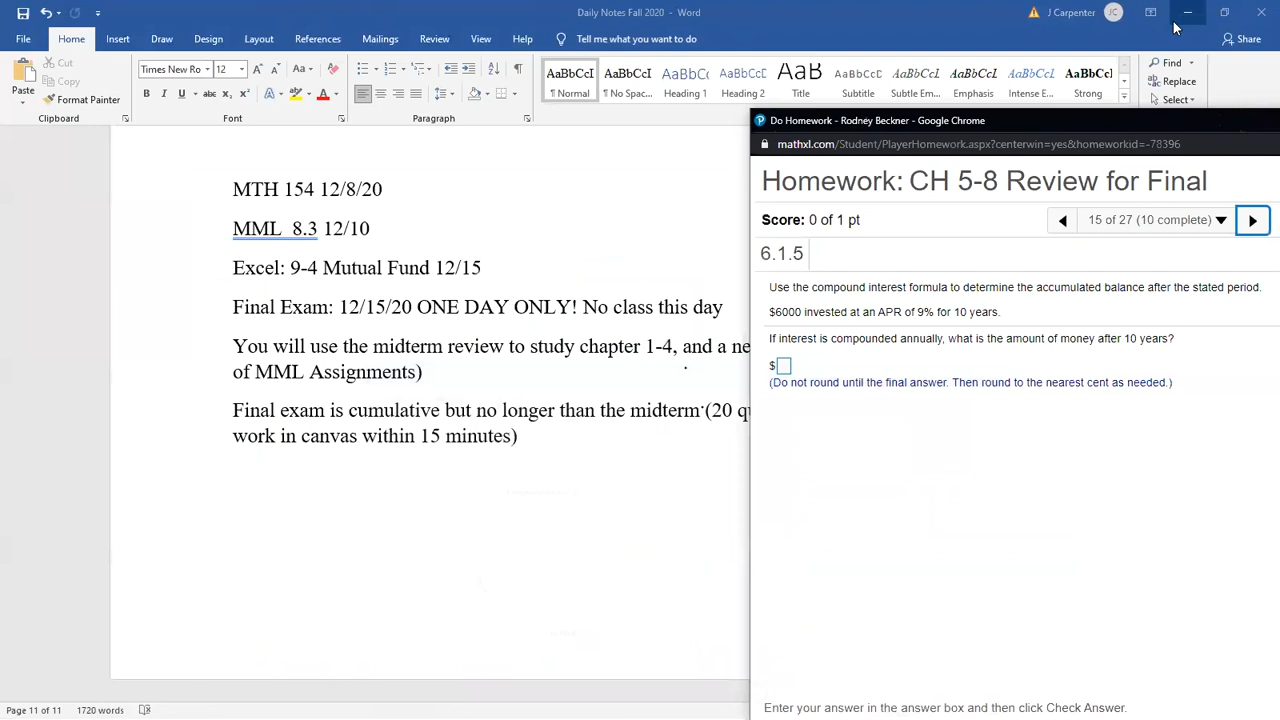 Daily Notes Fall 2020 - Word
J Carpenter
JC
File Home Insert Draw Design Layout References Mailings Review View Help Tell me what you want to do
Share
Paste
Cut
Copy
Format Painter
Times New Ro 12
AaBbCcI AaBbCcI AaBbC( AaBbCcI AaB AaBbCcI AaBbCcI AaBbCcI AaBbCcI AaBbCc
¶ Normal ¶ No Spac... Heading 1 Heading 2 Title Subtitle Subtle Em... Emphasis Intense E... Strong
Find
Replace
Select
Clipboard Font Paragraph
Do Homework - Rodney Beckner - Google Chrome
mathxl.com/Student/PlayerHomework.aspx?centerwin=yes&homeworkid=-78396
Homework: CH 5-8 Review for Final
Score: 0 of 1 pt
15 of 27 (10 complete)
6.1.5
Use the compound interest formula to determine the accumulated balance after the stated period.
$6000 invested at an APR of 9% for 10 years.
If interest is compounded annually, what is the amount of money after 10 years?
$
(Do not round until the final answer. Then round to the nearest cent as needed.)
Enter your answer in the answer box and then click Check Answer.
MTH 154 12/8/20
MML 8.3 12/10
Excel: 9-4 Mutual Fund 12/15
Final Exam: 12/15/20 ONE DAY ONLY! No class this day
You will use the midterm review to study chapter 1-4, and a ne
of MML Assignments)
Final exam is cumulative but no longer than the midterm (20 qu
work in canvas within 15 minutes)
Page 11 of 11 1720 words